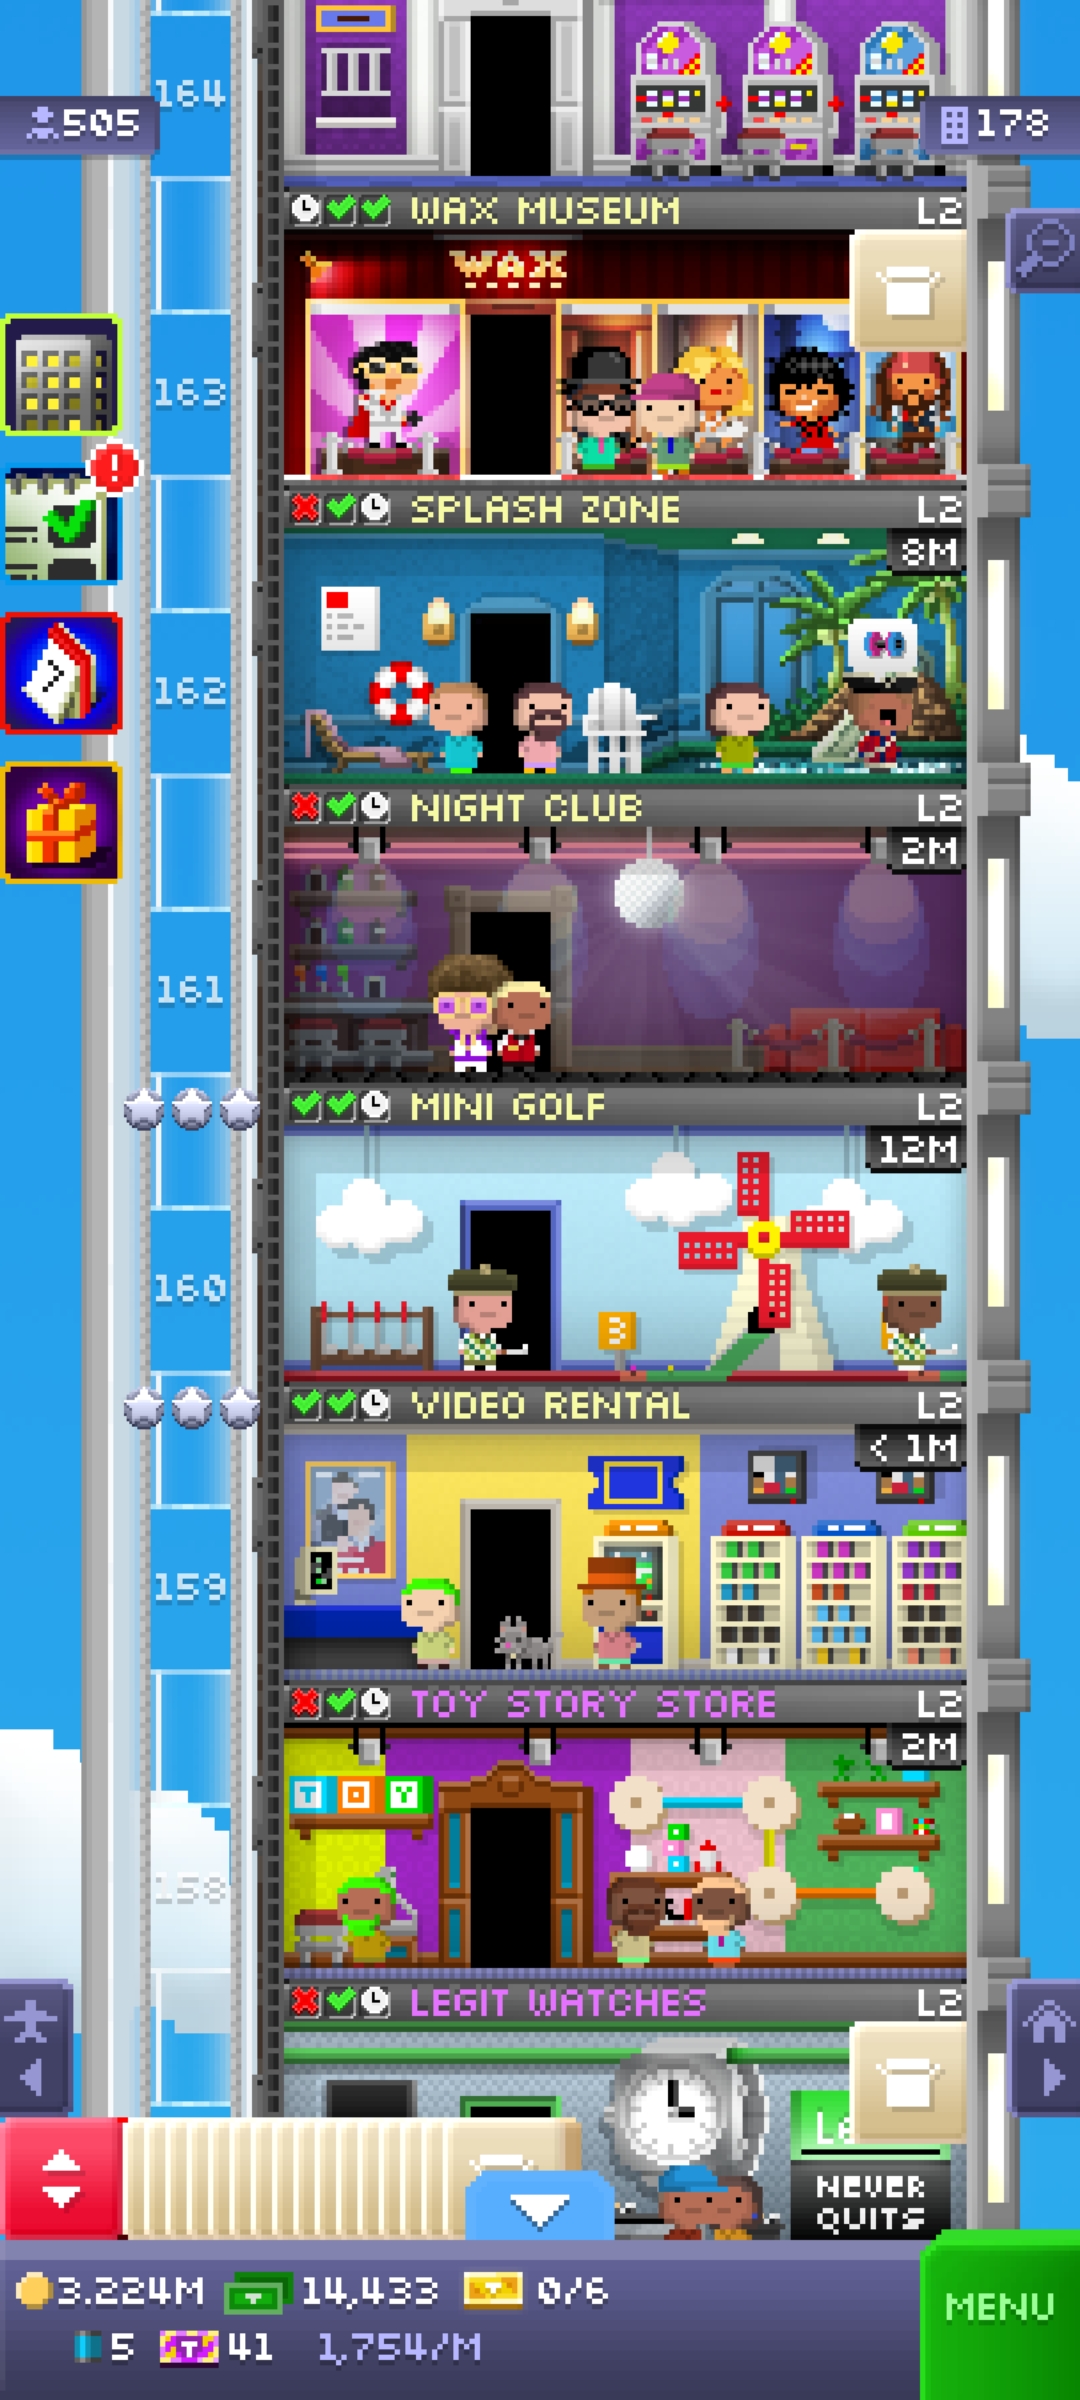 164
505
178
WAX MUSEUM L2
WAX
163
SPLASH ZONE L2
8M
162
NIGHT CLUB L2
2M
161
MINI GOLF L2
12M
160
3
VIDEO RENTAL L2
< 1M
159
TOY STORY STORE L2
2M
T O Y
158
LEGIT WATCHES L2
Le
NEVER
QUITS
3.224M 14,433 0/6
MENU
5 T 41 1,754/M